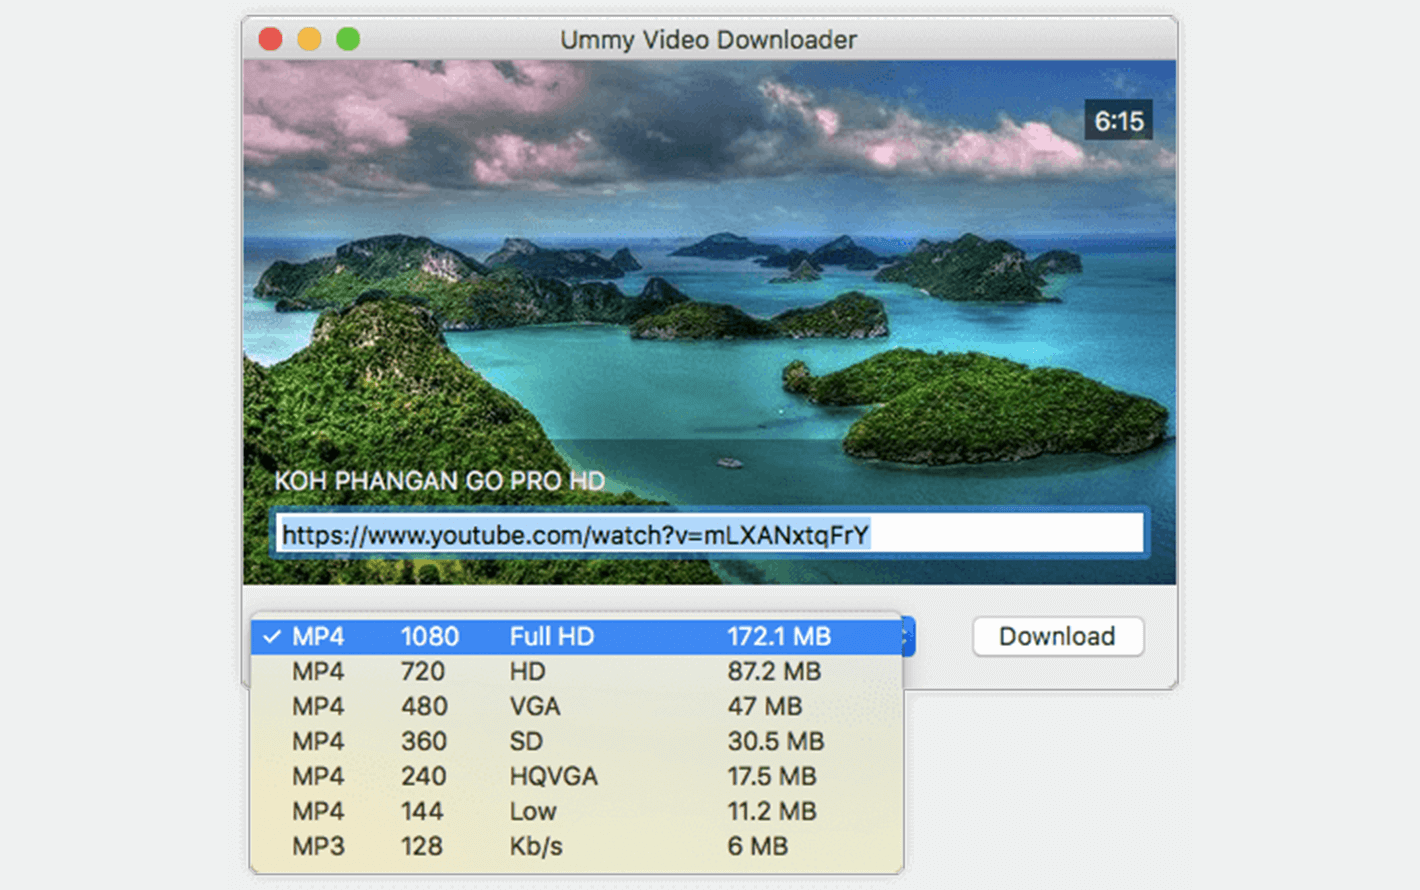 Ummy Video Downloader
6:15
KOH PHANGAN GO PRO HD
https://www.youtube.com/watch?v=mLXANxtqFrY
✓ MP4 1080 Full HD 172.1 MB
Download
MP4 720 HD 87.2 MB
MP4 480 VGA 47 MB
MP4 360 SD 30.5 MB
MP4 240 HQVGA 17.5 MB
MP4 144 Low 11.2 MB
MP3 128 Kb/s 6 MB